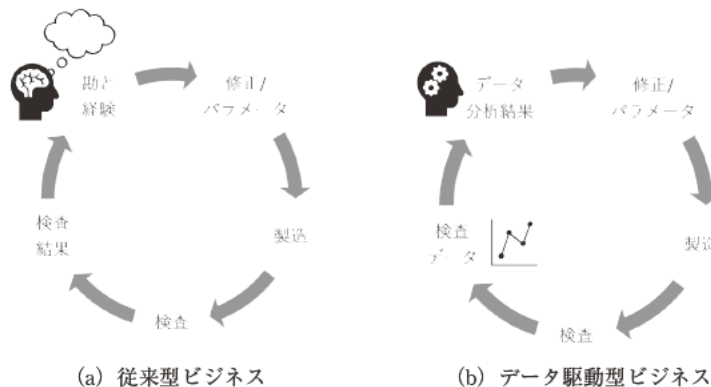 勘と
経験
修正/
パラメータ
製造
検査
検査
結果
(a) 従来型ビジネス
データ
分析結果
修正/
パラメータ
製造
検査
検査
データ
(b) データ駆動型ビジネス